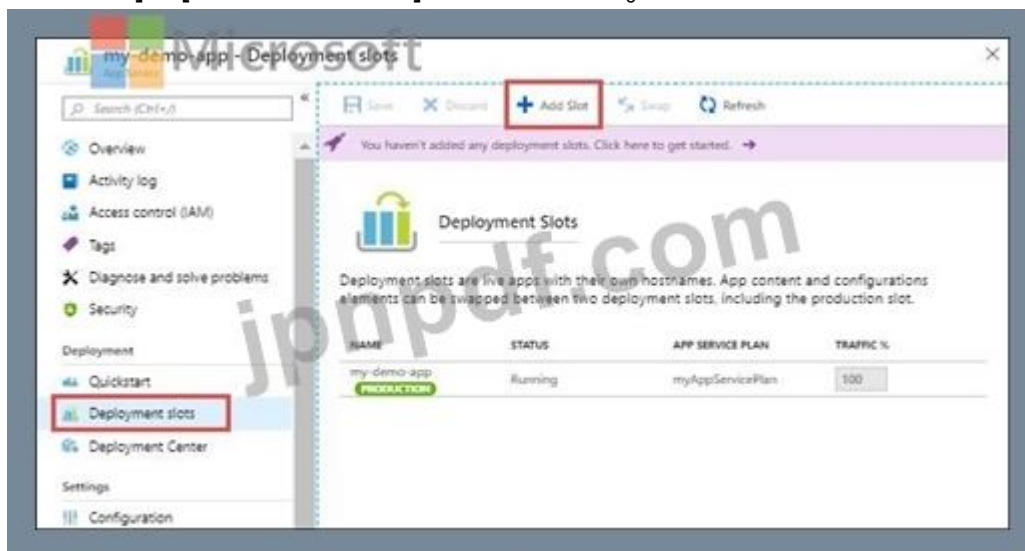 Microsoft
my-demo-app - Deployment slots
App Service
Search (Ctrl+/)
Save
Discard
Add Slot
Swap
Refresh
You haven't added any deployment slots. Click here to get started.
Overview
Activity log
Access control (IAM)
Tags
Diagnose and solve problems
Security
Deployment
Quickstart
Deployment slots
Deployment Center
Settings
Configuration
Deployment Slots
Deployment slots are live apps with their own hostnames. App content and configurations
elements can be swapped between two deployment slots, including the production slot.
NAME STATUS APP SERVICE PLAN TRAFFIC %
my-demo-app Running myAppServicePlan 100
PRODUCTION
jpnpdf.com